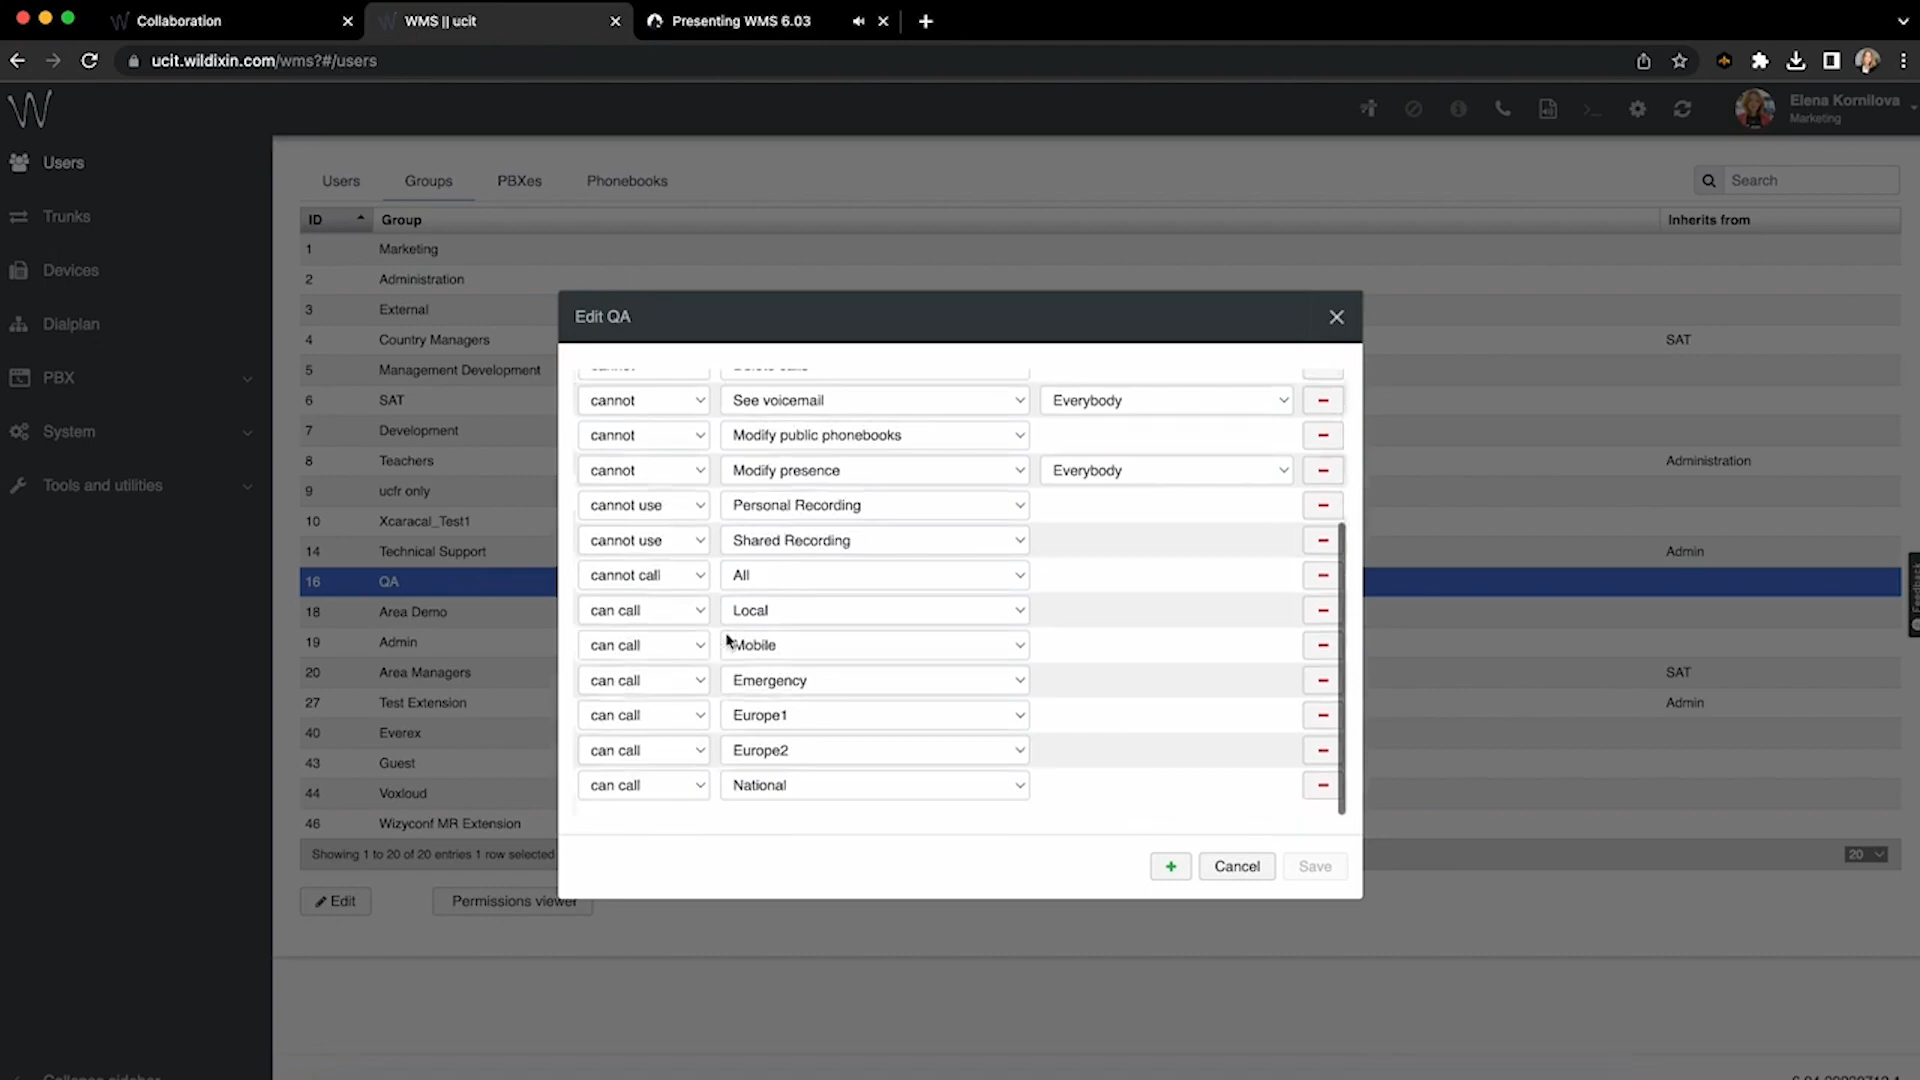 Collaboration
WMS || ucit
Presenting WMS 6.03
ucit.wildixin.com/wms?#/users
Elena Kornilova
Marketing
Users
Trunks
Devices
Dialplan
PBX
System
Tools and utilities
Users Groups PBXes Phonebooks
Search
ID Group Inherits from
1 Marketing
2 Administration
3 External
4 Country Managers SAT
5 Management Development
6 SAT
7 Development
8 Teachers Administration
9 ucfr only
10 Xcaracal_Test1
14 Technical Support Admin
16 QA
18 Area Demo
19 Admin
20 Area Managers SAT
27 Test Extension Admin
40 Everex
43 Guest
44 Voxloud
46 Wizyconf MR Extension
Showing 1 to 20 of 20 entries 1 row selected
20
Edit
Permissions viewer
Feedback
Edit QA
cannot See voicemail Everybody
cannot Modify public phonebooks
cannot Modify presence Everybody
cannot use Personal Recording
cannot use Shared Recording
cannot call All
can call Local
can call Mobile
can call Emergency
can call Europe1
can call Europe2
can call National
+ Cancel Save